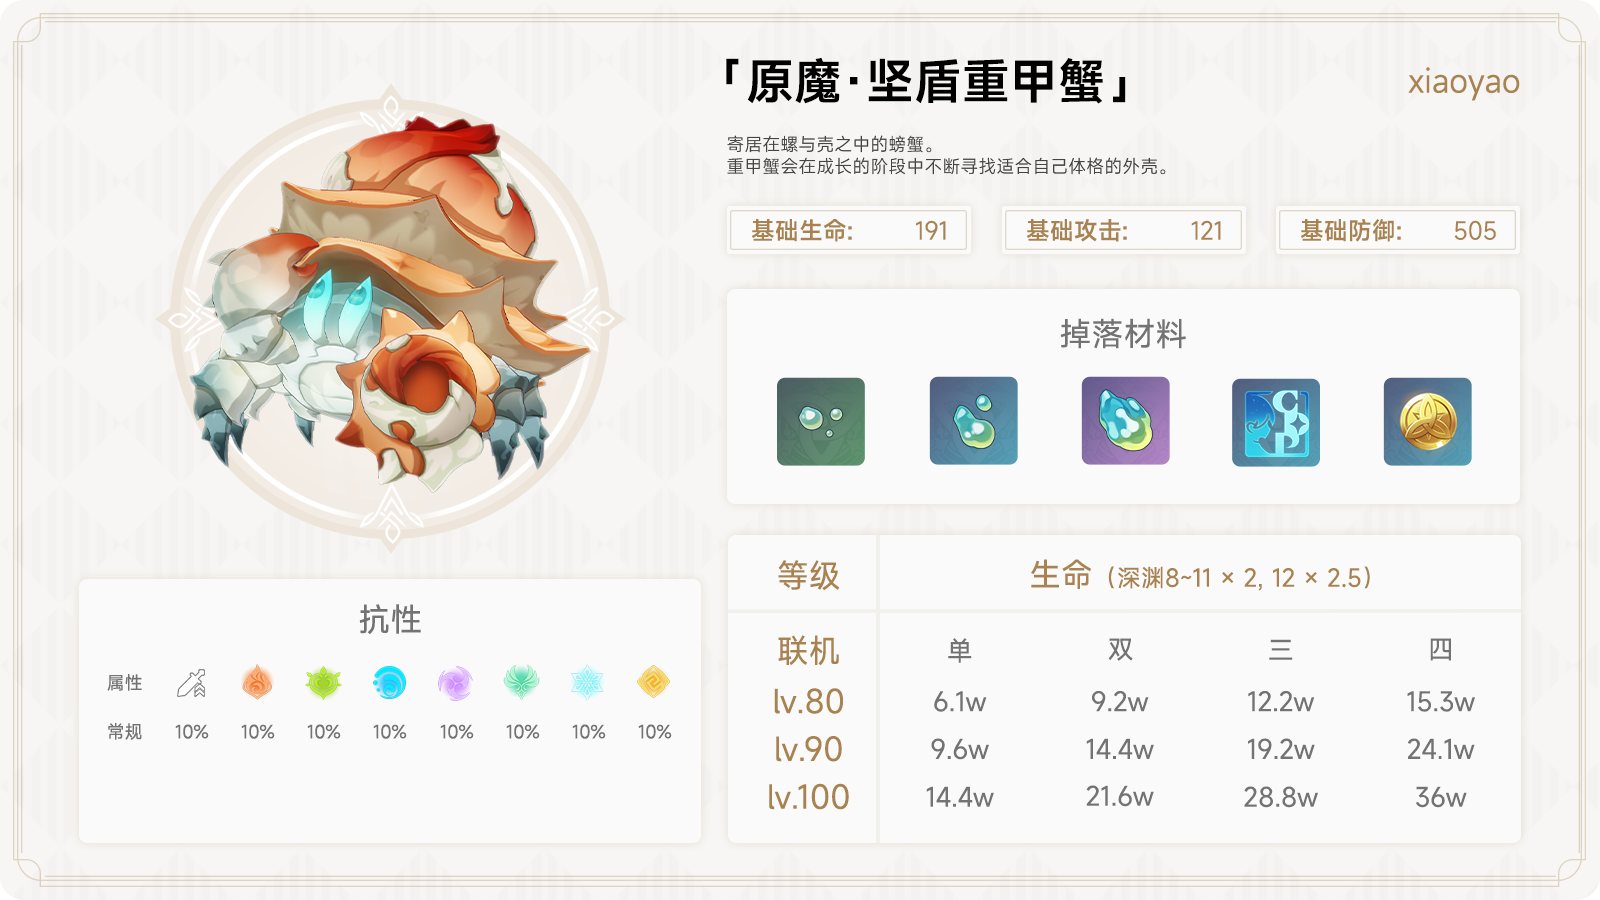 「原魔·坚盾重甲蟹」
xiaoyao
寄居在螺与壳之中的螃蟹。
重甲蟹会在成长的阶段中不断寻找适合自己体格的外壳。
基础生命: 191
基础攻击: 121
基础防御: 505
掉落材料
抗性
属性
常规 10% 10% 10% 10% 10% 10% 10% 10%
等级 生命（深渊8~11 × 2, 12 × 2.5）
联机 单 双 三 四
lv.80 6.1w 9.2w 12.2w 15.3w
lv.90 9.6w 14.4w 19.2w 24.1w
lv.100 14.4w 21.6w 28.8w 36w